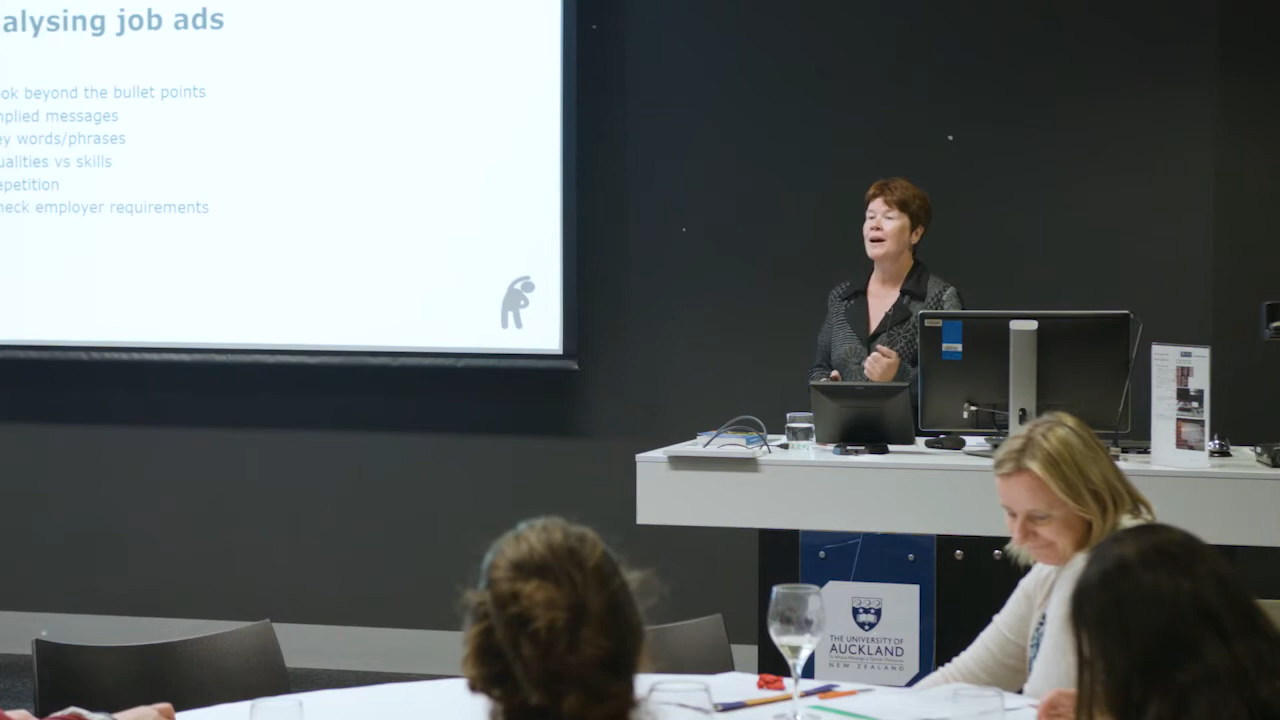 alysing job ads
ok beyond the bullet points
nplied messages
ey words/phrases
ualities vs skills
epetition
heck employer requirements
THE UNIVERSITY OF
AUCKLAND
NEW ZEALAND